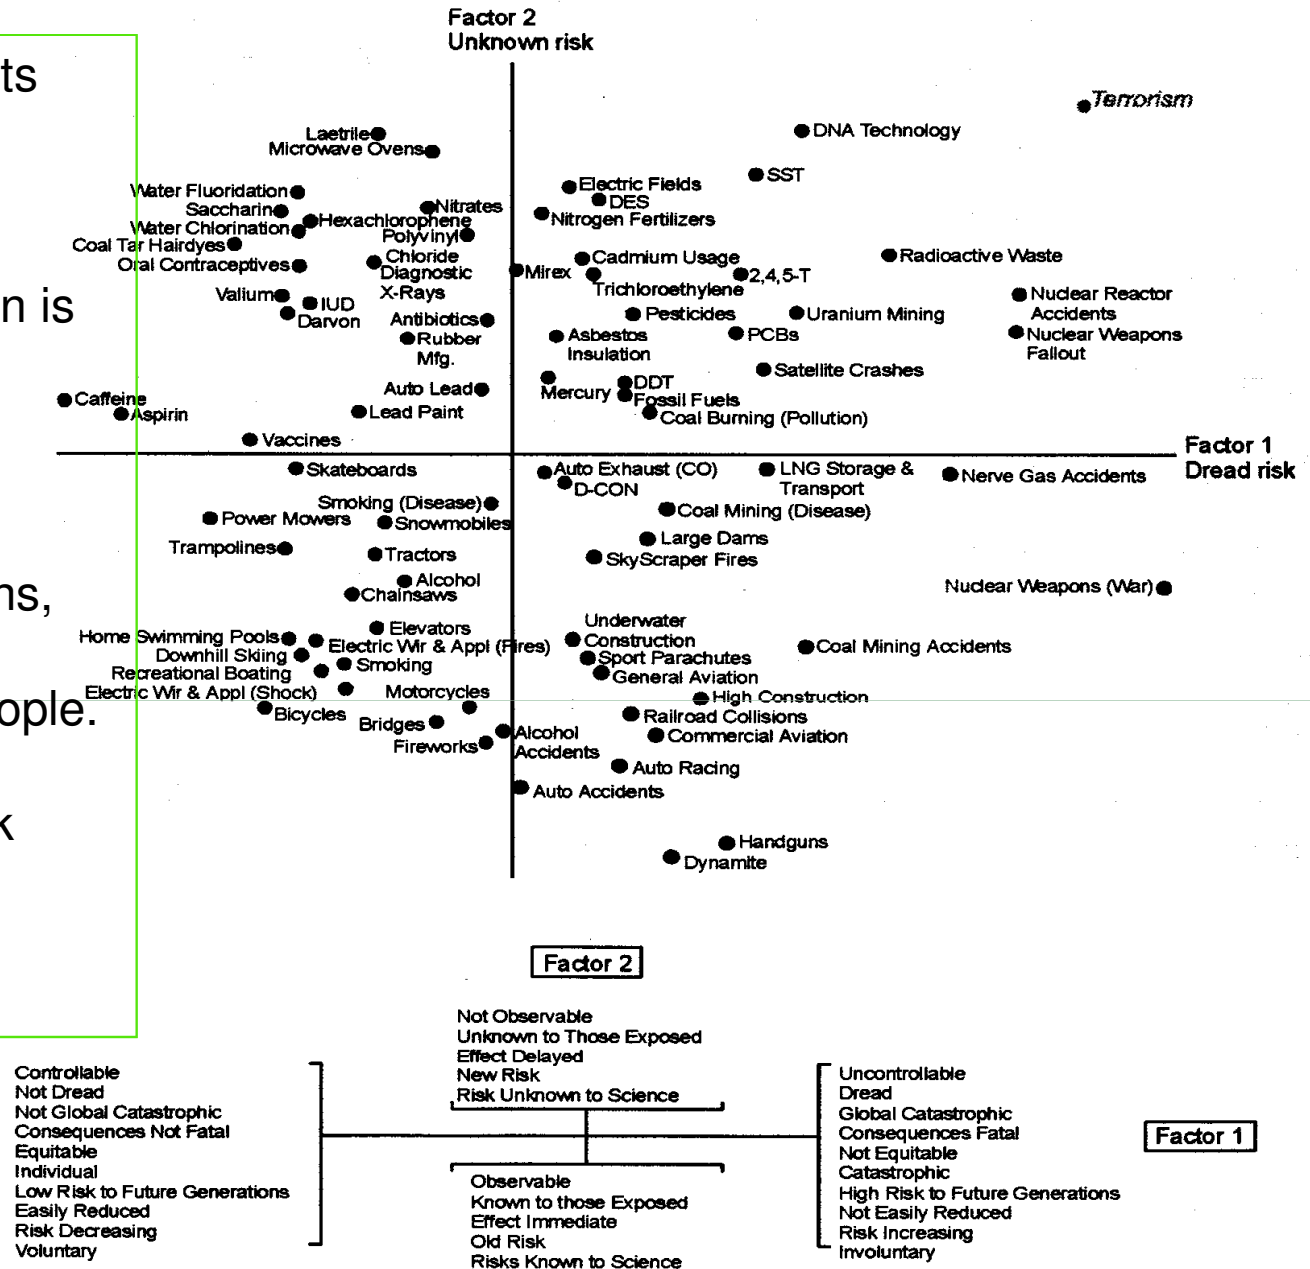 Factor 2
Unknown risk
ts
n is
ns,
ople.
k
Terrorism
DNA Technology
SST
Laetrile
Microwave Ovens
Water Fluoridation
Saccharin
Nitrates
Hexachlorophene
Water Chlorination
Polyvinyl
Coal Tar Hairdyes
Chloride
Oral Contraceptives
Diagnostic
X-Rays
Valium
IUD
Darvon
Antibiotics
Rubber
Mfg.
Auto Lead
Lead Paint
Caffeine
Aspirin
Vaccines
Electric Fields
DES
Nitrogen Fertilizers
Mirex
Cadmium Usage
Trichloroethylene
2,4,5-T
Radioactive Waste
Pesticides
Uranium Mining
Nuclear Reactor
Accidents
Asbestos
Insulation
PCBs
Nuclear Weapons
Fallout
Satellite Crashes
Mercury
DDT
Fossil Fuels
Coal Burning (Pollution)
Factor 1
Dread risk
Skateboards
Smoking (Disease)
Power Mowers
Snowmobiles
Trampolines
Tractors
Alcohol
Chainsaws
Elevators
Home Swimming Pools
Electric Wir & Appl (Fires)
Downhill Skiing
Smoking
Recreational Boating
Electric Wir & Appl (Shock)
Motorcycles
Bicycles
Bridges
Fireworks
Alcohol
Accidents
Auto Exhaust (CO)
D-CON
LNG Storage &
Transport
Nerve Gas Accidents
Coal Mining (Disease)
Large Dams
SkyScraper Fires
Nuclear Weapons (War)
Underwater
Construction
Coal Mining Accidents
Sport Parachutes
General Aviation
High Construction
Railroad Collisions
Commercial Aviation
Auto Racing
Auto Accidents
Handguns
Dynamite
Factor 2
Not Observable
Unknown to Those Exposed
Effect Delayed
New Risk
Risk Unknown to Science
Controllable
Not Dread
Not Global Catastrophic
Consequences Not Fatal
Equitable
Individual
Low Risk to Future Generations
Easily Reduced
Risk Decreasing
Voluntary
Uncontrollable
Dread
Global Catastrophic
Consequences Fatal
Not Equitable
Catastrophic
High Risk to Future Generations
Not Easily Reduced
Risk Increasing
Involuntary
Factor 1
Observable
Known to those Exposed
Effect Immediate
Old Risk
Risks Known to Science